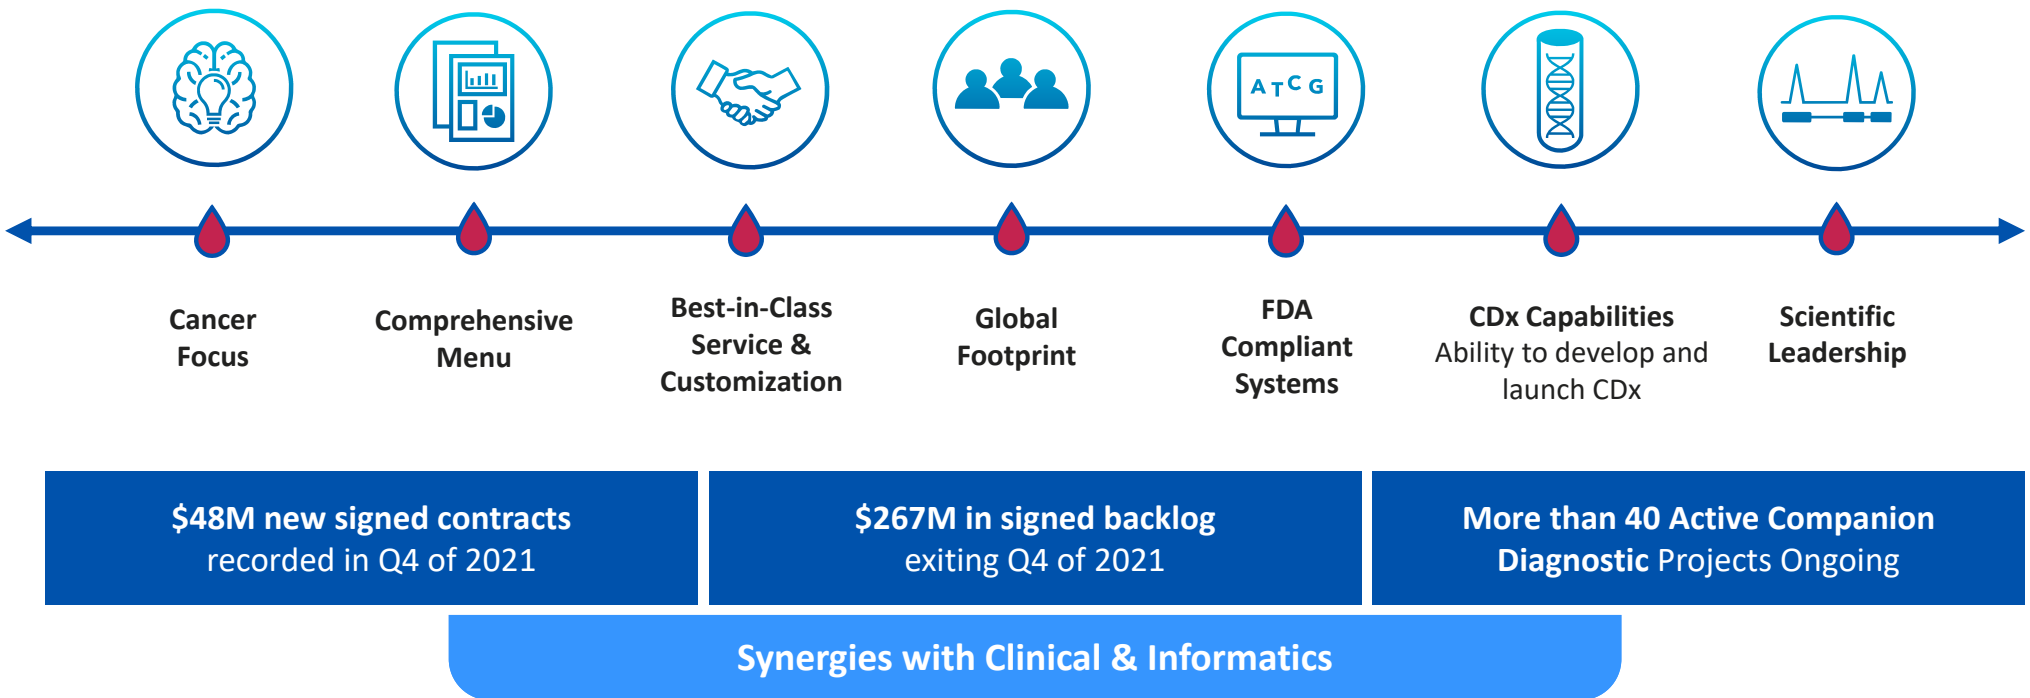 A T C G
Cancer
Focus
Comprehensive
Menu
Best-in-Class
Service &
Customization
Global
Footprint
FDA
Compliant
Systems
CDx Capabilities
Ability to develop and
launch CDx
Scientific
Leadership
$48M new signed contracts
recorded in Q4 of 2021
$267M in signed backlog
exiting Q4 of 2021
More than 40 Active Companion
Diagnostic Projects Ongoing
Synergies with Clinical & Informatics